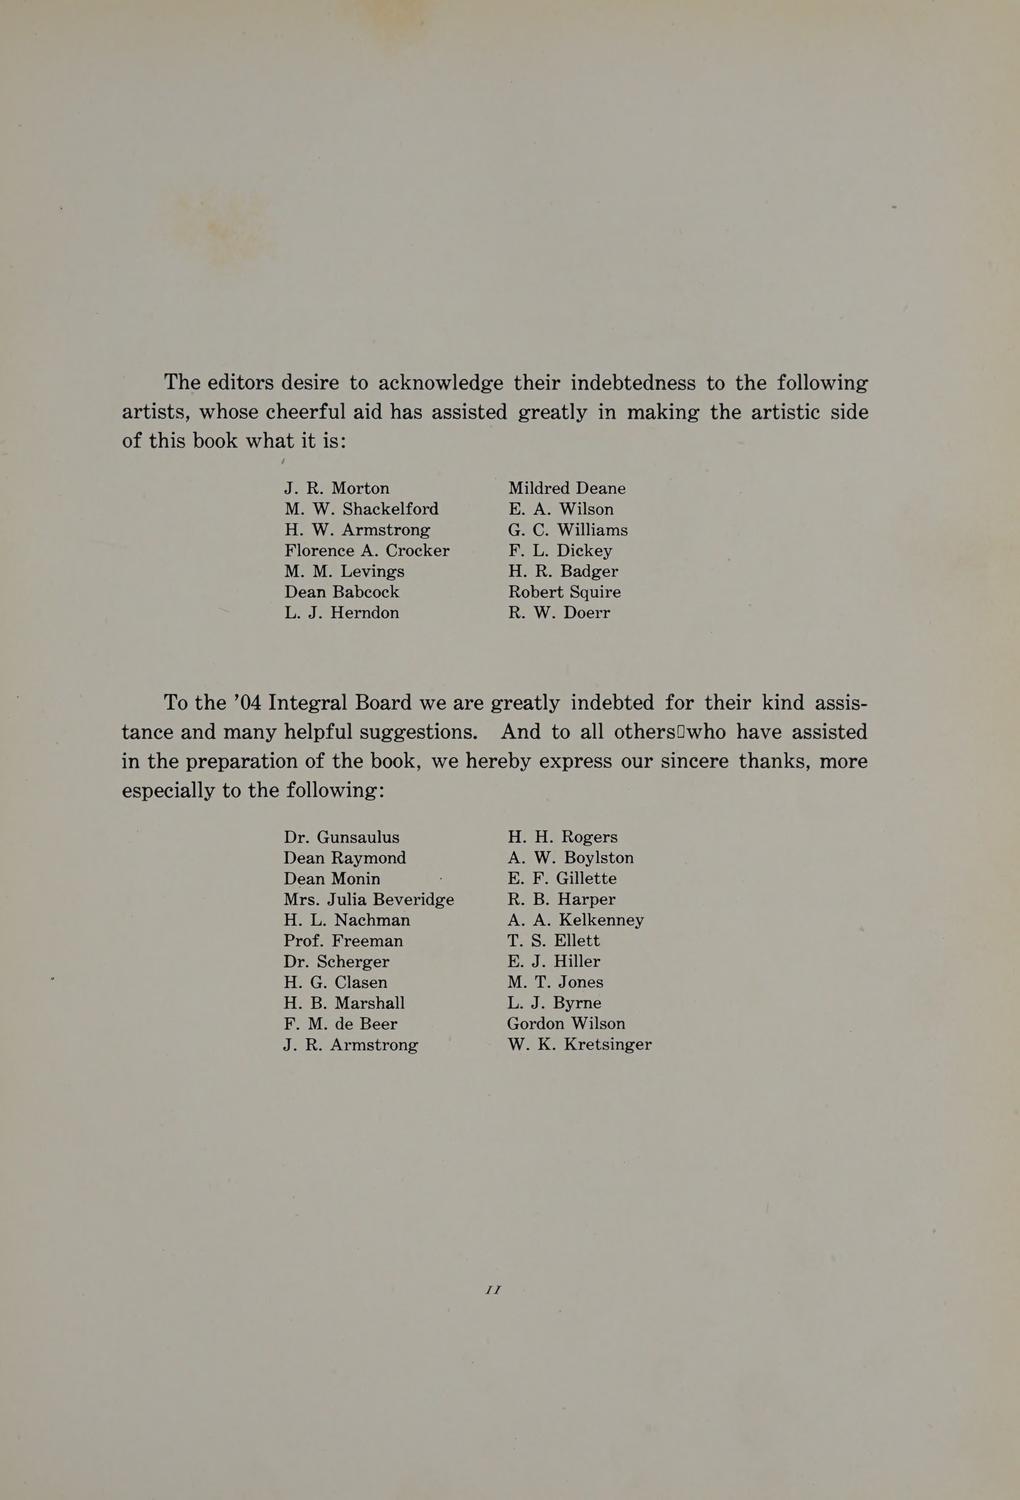 The editors desire to acknowledge their indebtedness to the following
artists, whose cheerful aid has assisted greatly in making the artistic side
of this book what it is:
J. R. Morton
M. W. Shackelford
H. W. Armstrong
Florence A. Crocker
M. M. Levings
Dean Babcock
L. J. Herndon
Mildred Deane
E. A. Wilson
G. C. Williams
F. L. Dickey
H. R. Badger
Robert Squire
R. W. Doerr
To the ’04 Integral Board we are greatly indebted for their kind assis-
tance and many helpful suggestions. And to all others▯who have assisted
in the preparation of the book, we hereby express our sincere thanks, more
especially to the following:
Dr. Gunsaulus
Dean Raymond
Dean Monin
Mrs. Julia Beveridge
H. L. Nachman
Prof. Freeman
Dr. Scherger
H. G. Clasen
H. B. Marshall
F. M. de Beer
J. R. Armstrong
H. H. Rogers
A. W. Boylston
E. F. Gillette
R. B. Harper
A. A. Kelkenney
T. S. Ellett
E. J. Hiller
M. T. Jones
L. J. Byrne
Gordon Wilson
W. K. Kretsinger
11